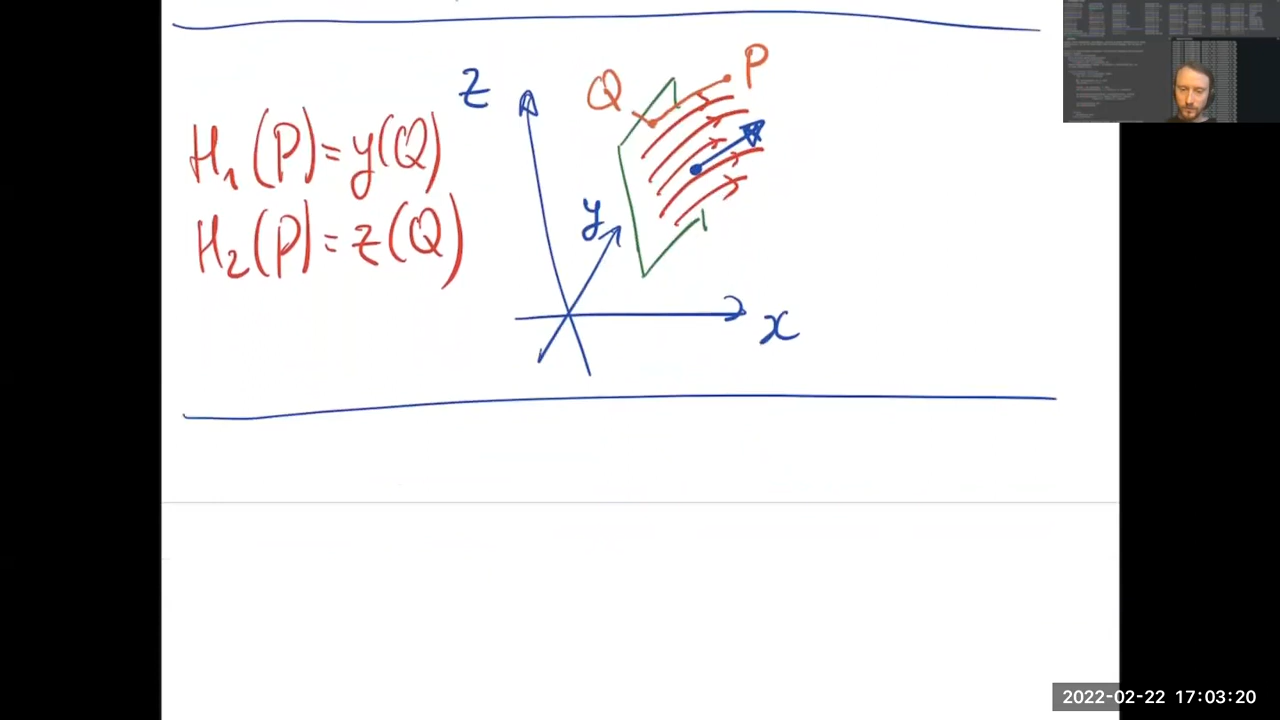 Z
Q
P
H₁(P)=y(Q)
H₂(P)=z(Q)
y
x
2022-02-22 17:03:20